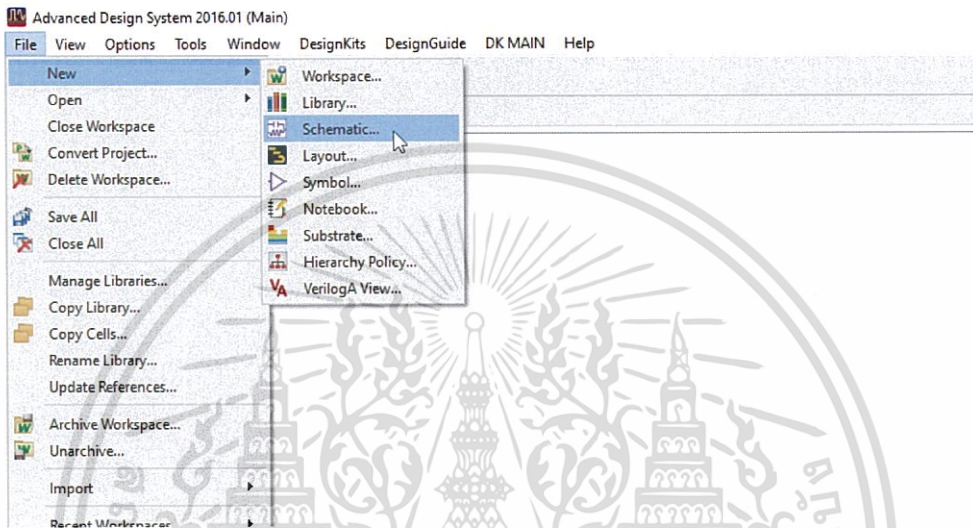 Advanced Design System 2016.01 (Main)
File View Options Tools Window DesignKits DesignGuide DK MAIN Help
New
Open
Close Workspace
Convert Project...
Delete Workspace...
Save All
Close All
Manage Libraries...
Copy Library...
Copy Cells...
Rename Library...
Update References...
Archive Workspace...
Unarchive...
Import
Recent Workspaces
Workspace...
Library...
Schematic...
Layout...
Symbol...
Notebook...
Substrate...
Hierarchy Policy...
VerilogA View...